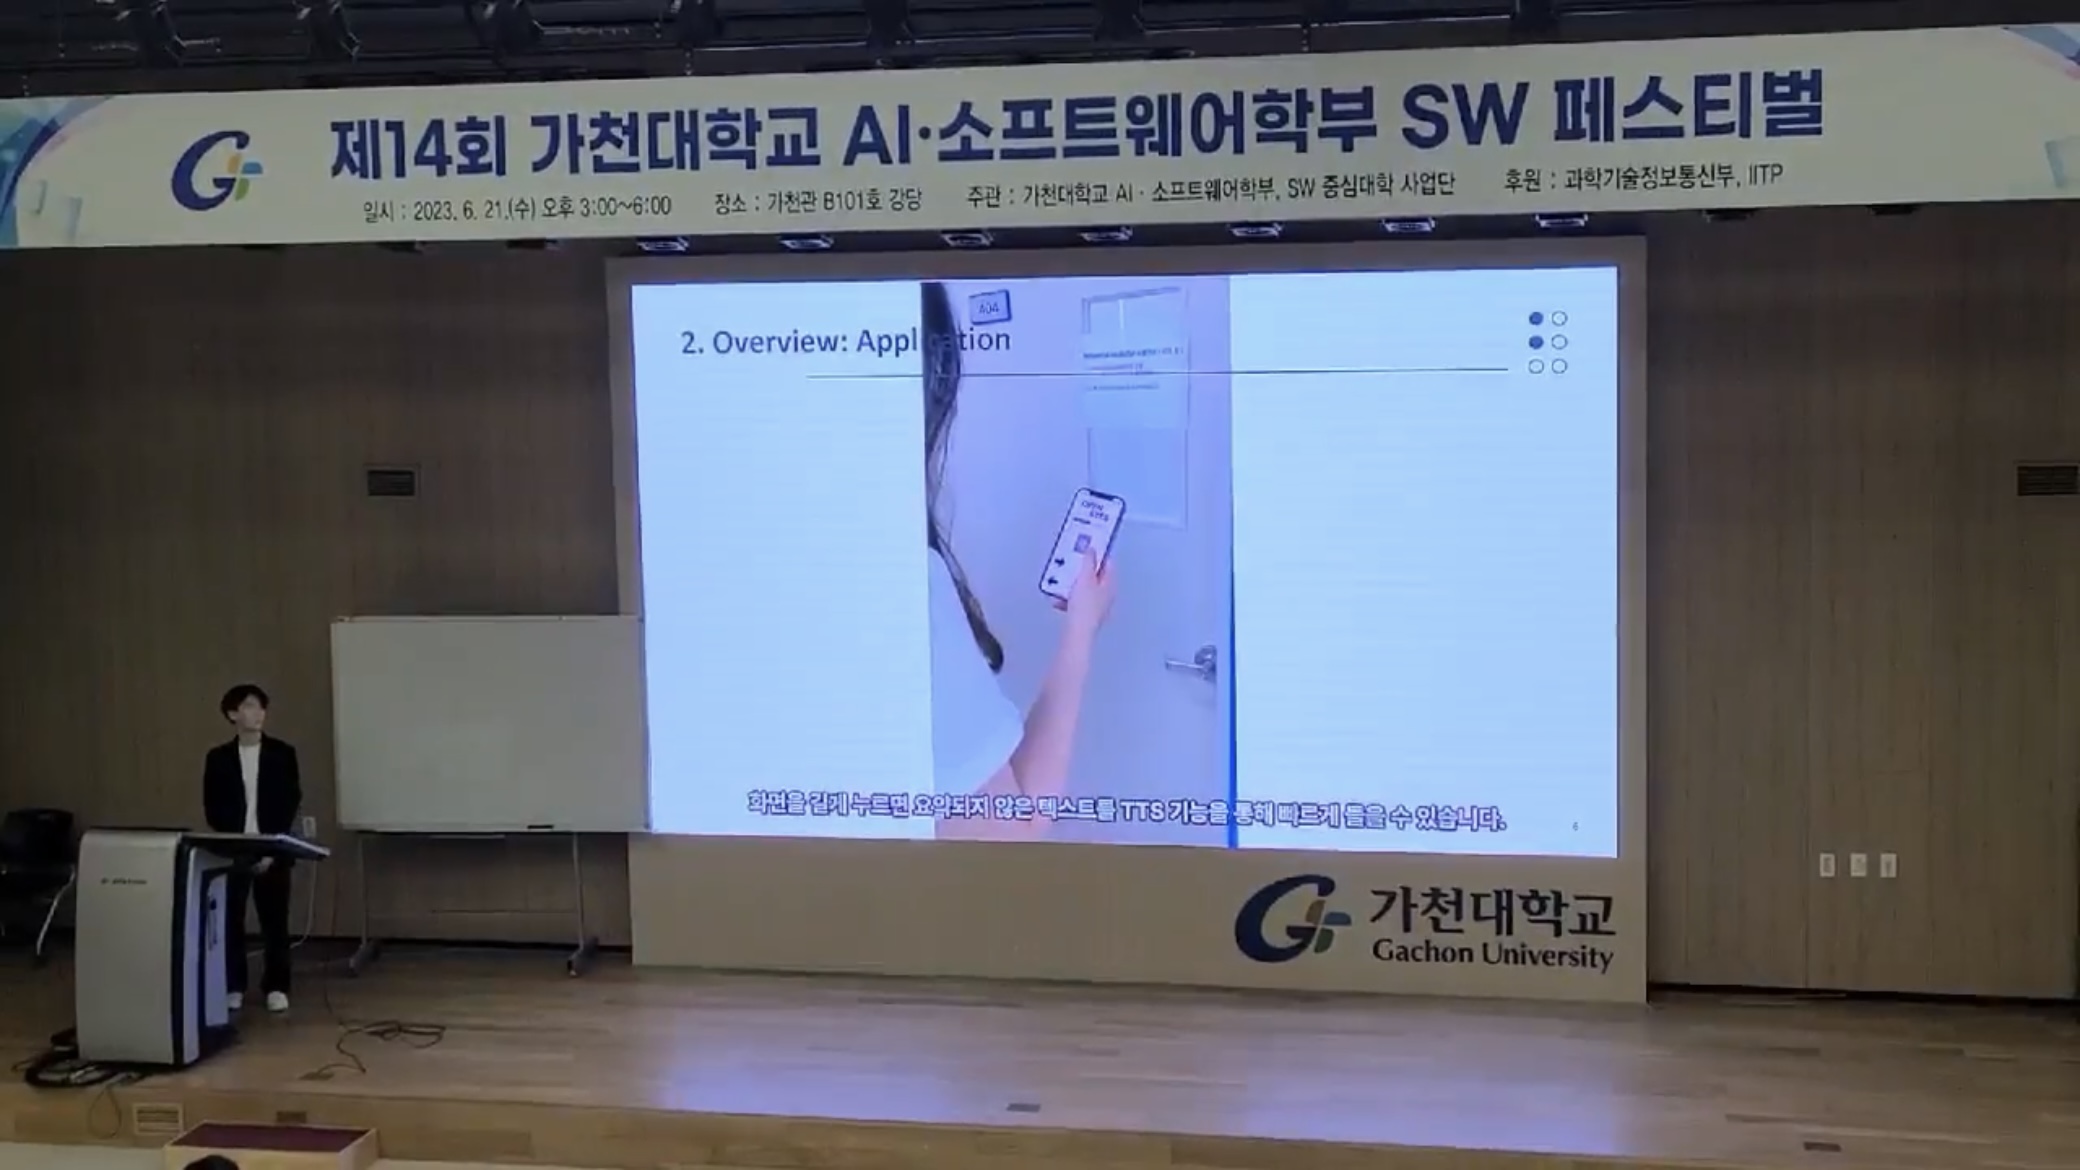 제14회 가천대학교 AI·소프트웨어학부 SW 페스티벌
일시 : 2023. 6. 21.(수) 오후 3:00~6:00 장소 : 가천관 B101호 강당 주관 : 가천대학교 AI · 소프트웨어학부, SW 중심대학 사업단 후원 : 과학기술정보통신부, IITP
404
2. Overview: Application
OPEN
EYES
화면을 길게 누르면 요약되지 않은 텍스트를 TTS 기능을 통해 빠르게 들을 수 있습니다.
6
가천대학교
Gachon University